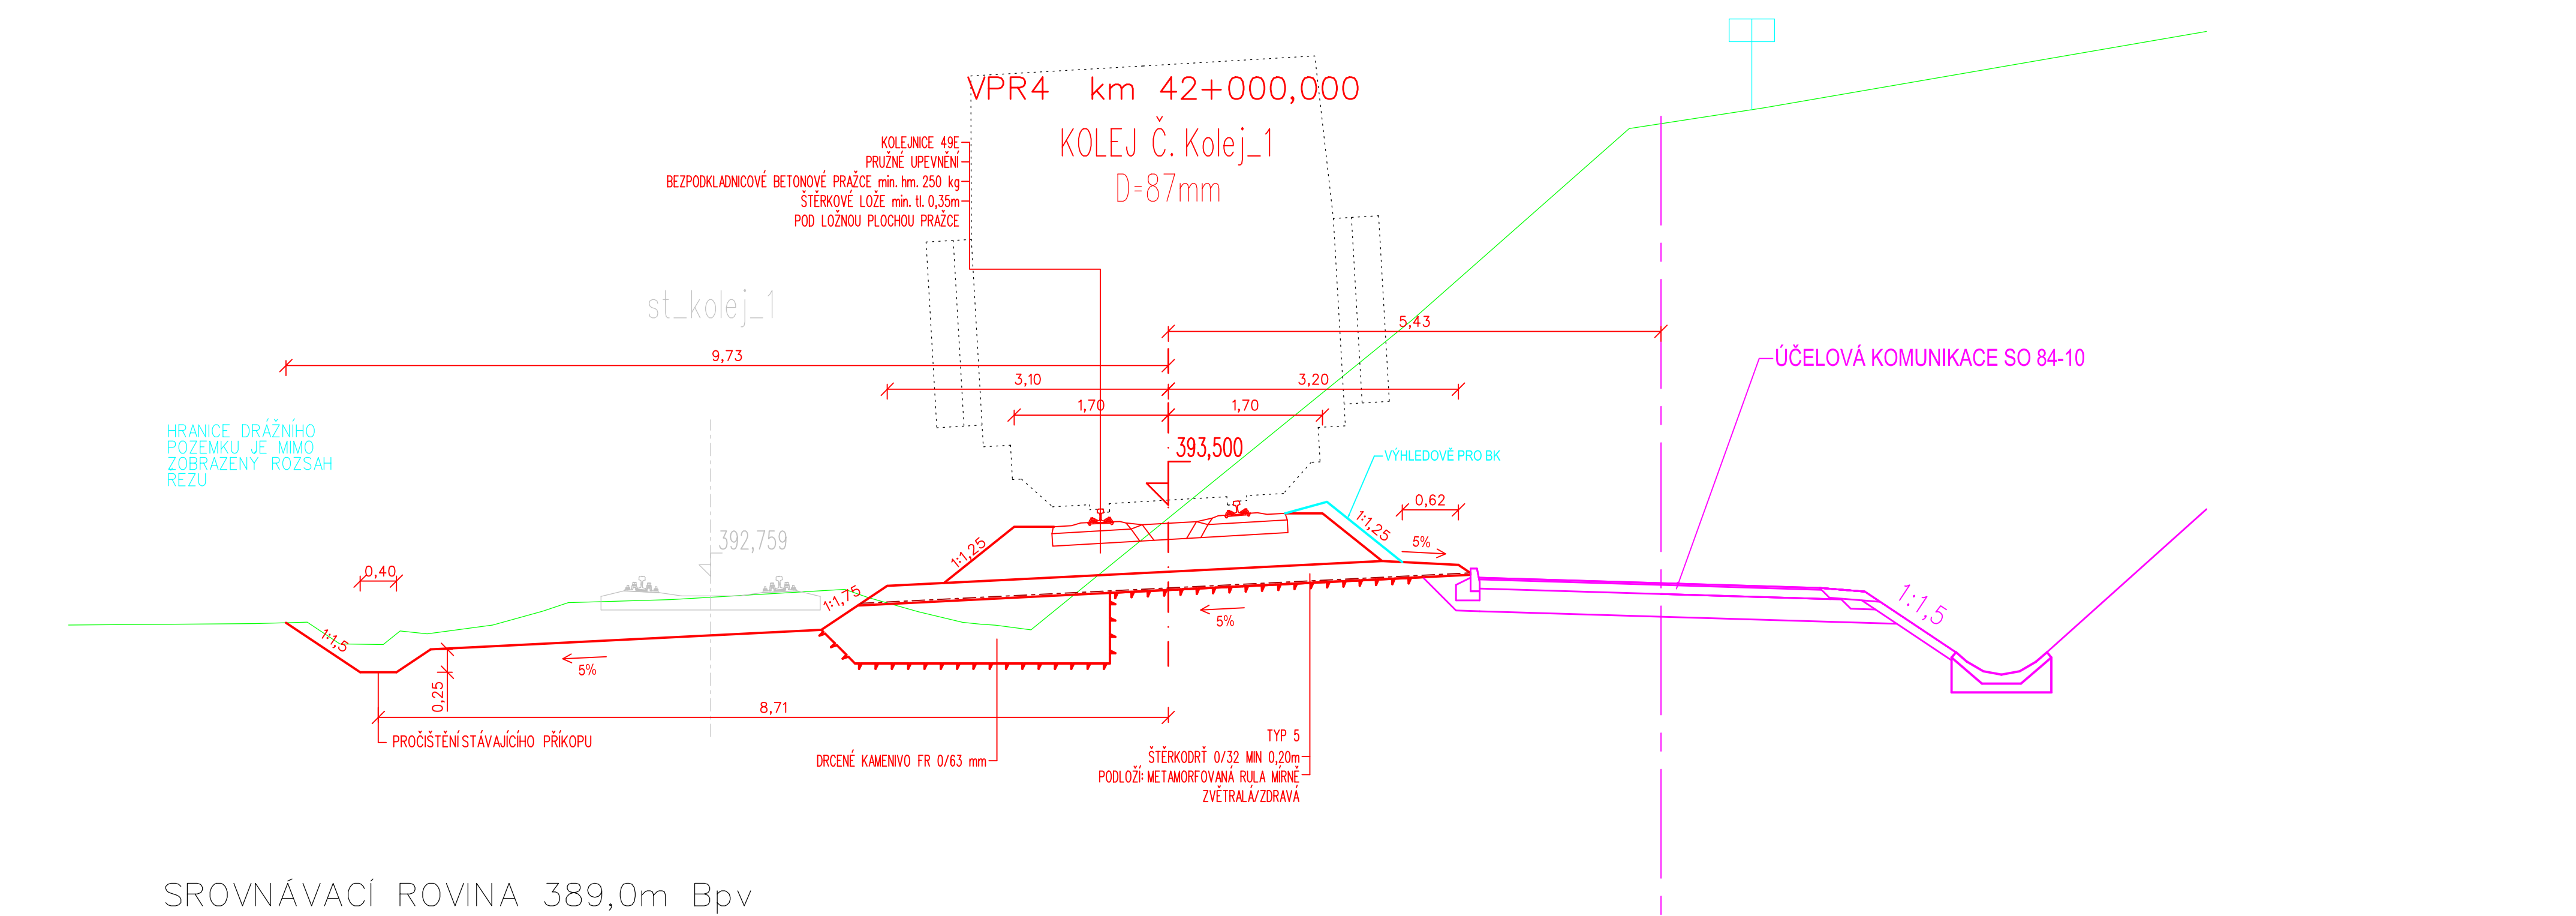 VPR4 km 42+000,000
KOLEJ Č. Kolej_1
D=87mm
KOLEJNICE 49E
PRUŽNÉ UPEVNĚNÍ
BEZPODKLADNICOVÉ BETONOVÉ PRAŽCE min. hm. 250 kg
ŠTĚRKOVÉ LOŽE min. tl. 0,35m
POD LOŽNOU PLOCHOU PRAŽCE
st_kolej_1
5,43
9,73
ÚČELOVÁ KOMUNIKACE SO 84-10
3,10
3,20
1,70
1,70
HRANICE DRÁŽNÍHO
POZEMKU JE MIMO
ZOBRAZENY ROZSAH
REZU
393,500
VÝHLEDOVĚ PRO BK
0,62
1:1,25
392,759
1:1,25
5%
0,40
1:1,75
1:1,5
5%
1:1,5
5%
0,25
8,71
PROČIŠTĚNÍ STÁVAJÍCÍHO PŘÍKOPU
DRCENÉ KAMENIVO FR 0/63 mm
TYP 5
ŠTĚRKODRŤ 0/32 MIN 0,20m
PODLOŽÍ: METAMORFOVANÁ RULA MÍRNĚ
ZVĚTRALÁ/ZDRAVÁ
SROVNÁVACÍ ROVINA 389,0m Bpv